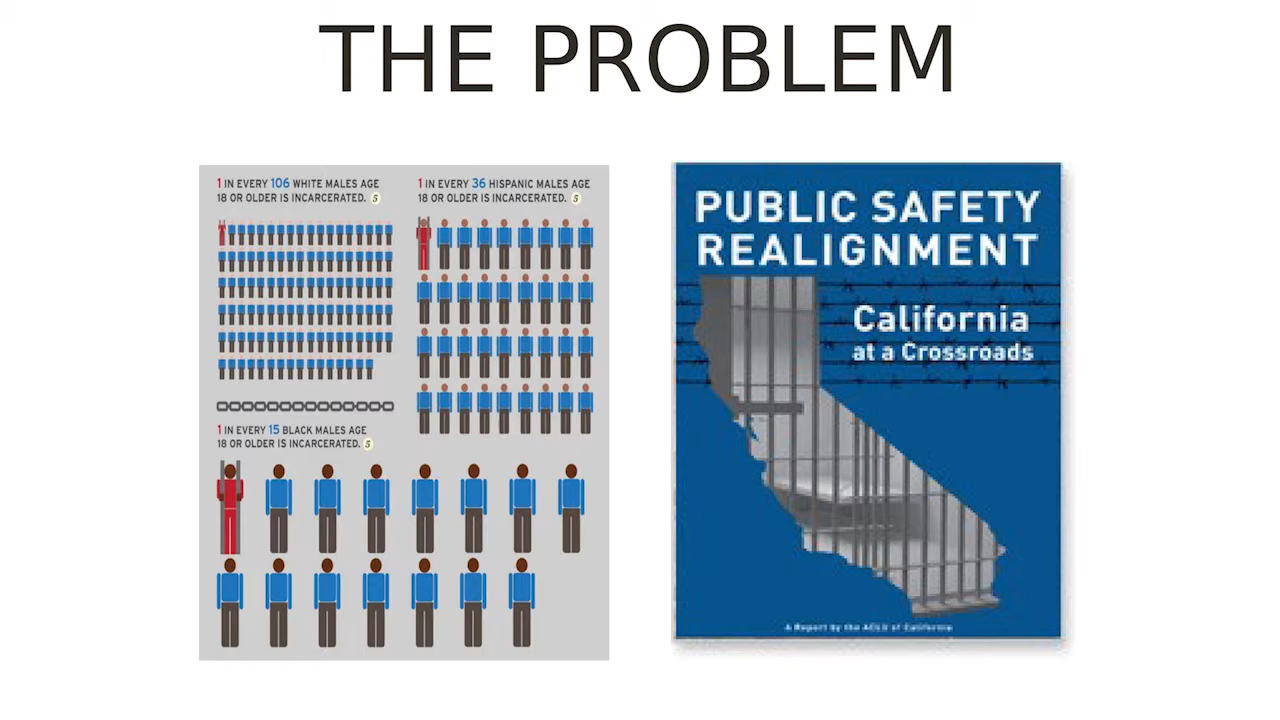 THE PROBLEM
1 IN EVERY 106 WHITE MALES AGE
18 OR OLDER IS INCARCERATED. 5
1 IN EVERY 36 HISPANIC MALES AGE
18 OR OLDER IS INCARCERATED. 5
1 IN EVERY 15 BLACK MALES AGE
18 OR OLDER IS INCARCERATED. 5
PUBLIC SAFETY
REALIGNMENT
California
at a Crossroads
A Report by the ACLU of California